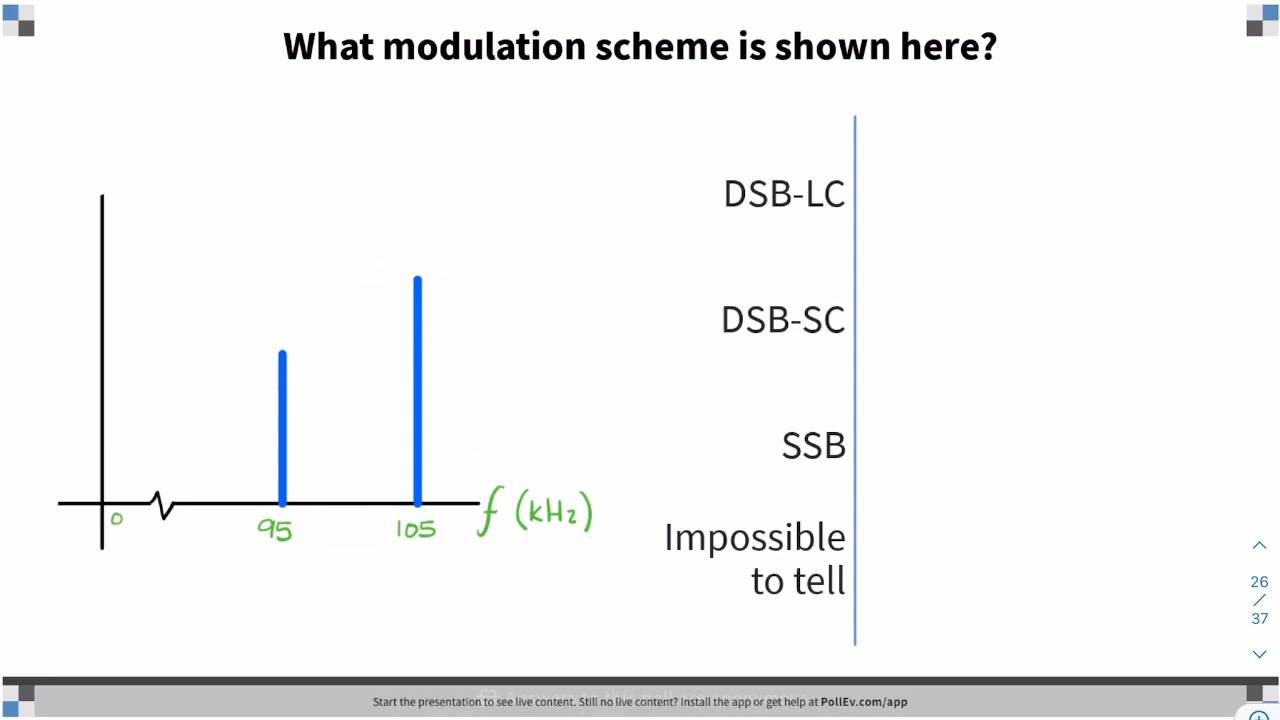 What modulation scheme is shown here?
DSB-LC
DSB-SC
SSB
Impossible
to tell
0
95
105
f (kHz)
26
/
37
Start the presentation to see live content. Still no live content? Install the app or get help at PollEv.com/app